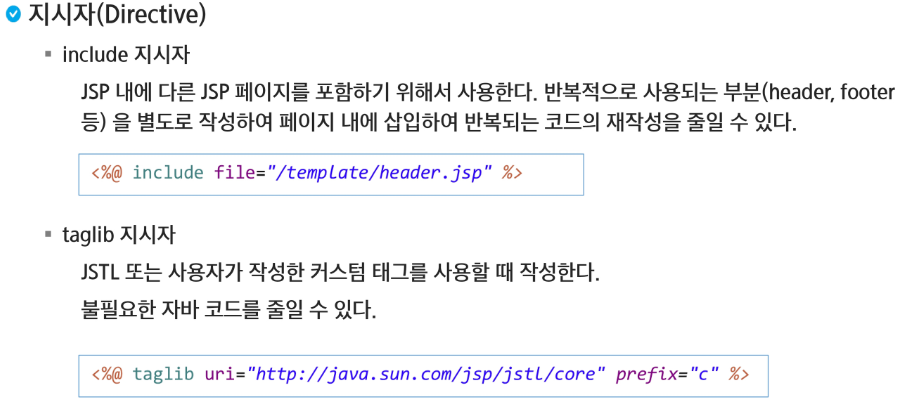 지시자(Directive)
include 지시자
JSP 내에 다른 JSP 페이지를 포함하기 위해서 사용한다. 반복적으로 사용되는 부분(header, footer
등) 을 별도로 작성하여 페이지 내에 삽입하여 반복되는 코드의 재작성을 줄일 수 있다.
<%@ include file="/template/header.jsp" %>
taglib 지시자
JSTL 또는 사용자가 작성한 커스텀 태그를 사용할 때 작성한다.
불필요한 자바 코드를 줄일 수 있다.
<%@ taglib uri="http://java.sun.com/jsp/jstl/core" prefix="c" %>